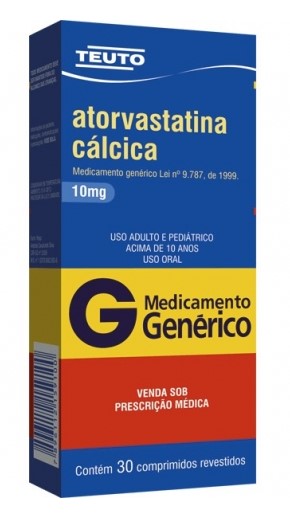 TEUTO
atorvastatina
cálcica
Medicamento genérico Lei nº 9.787, de 1999.
10mg
USO ADULTO E PEDIÁTRICO
ACIMA DE 10 ANOS
USO ORAL
G Medicamento
Genérico
VENDA SOB
PRESCRIÇÃO MÉDICA
Contém 30 comprimidos revestidos